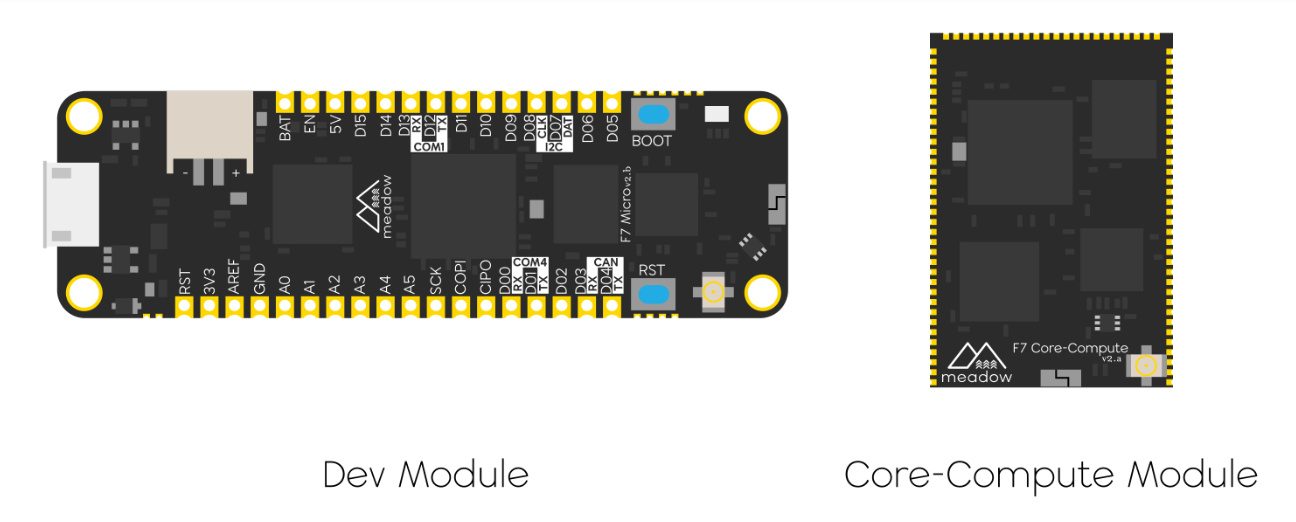 BAT
EN
5V
D15
D14
D13
D12
D11
D10
D09
D08
D07
D06
D05
RX
TX
COM1
CLK
DAT
I2C
BOOT
- +
meadow
F7 Microv2.b
RST
3V3
AREF
GND
A0
A1
A2
A3
A4
A5
SCK
COPI
CIPO
D00
D01
D02
D03
D04
COM4
RX
TX
CAN
RX
TX
RST
F7 Core-Compute
v2.a
meadow
Dev Module
Core-Compute Module